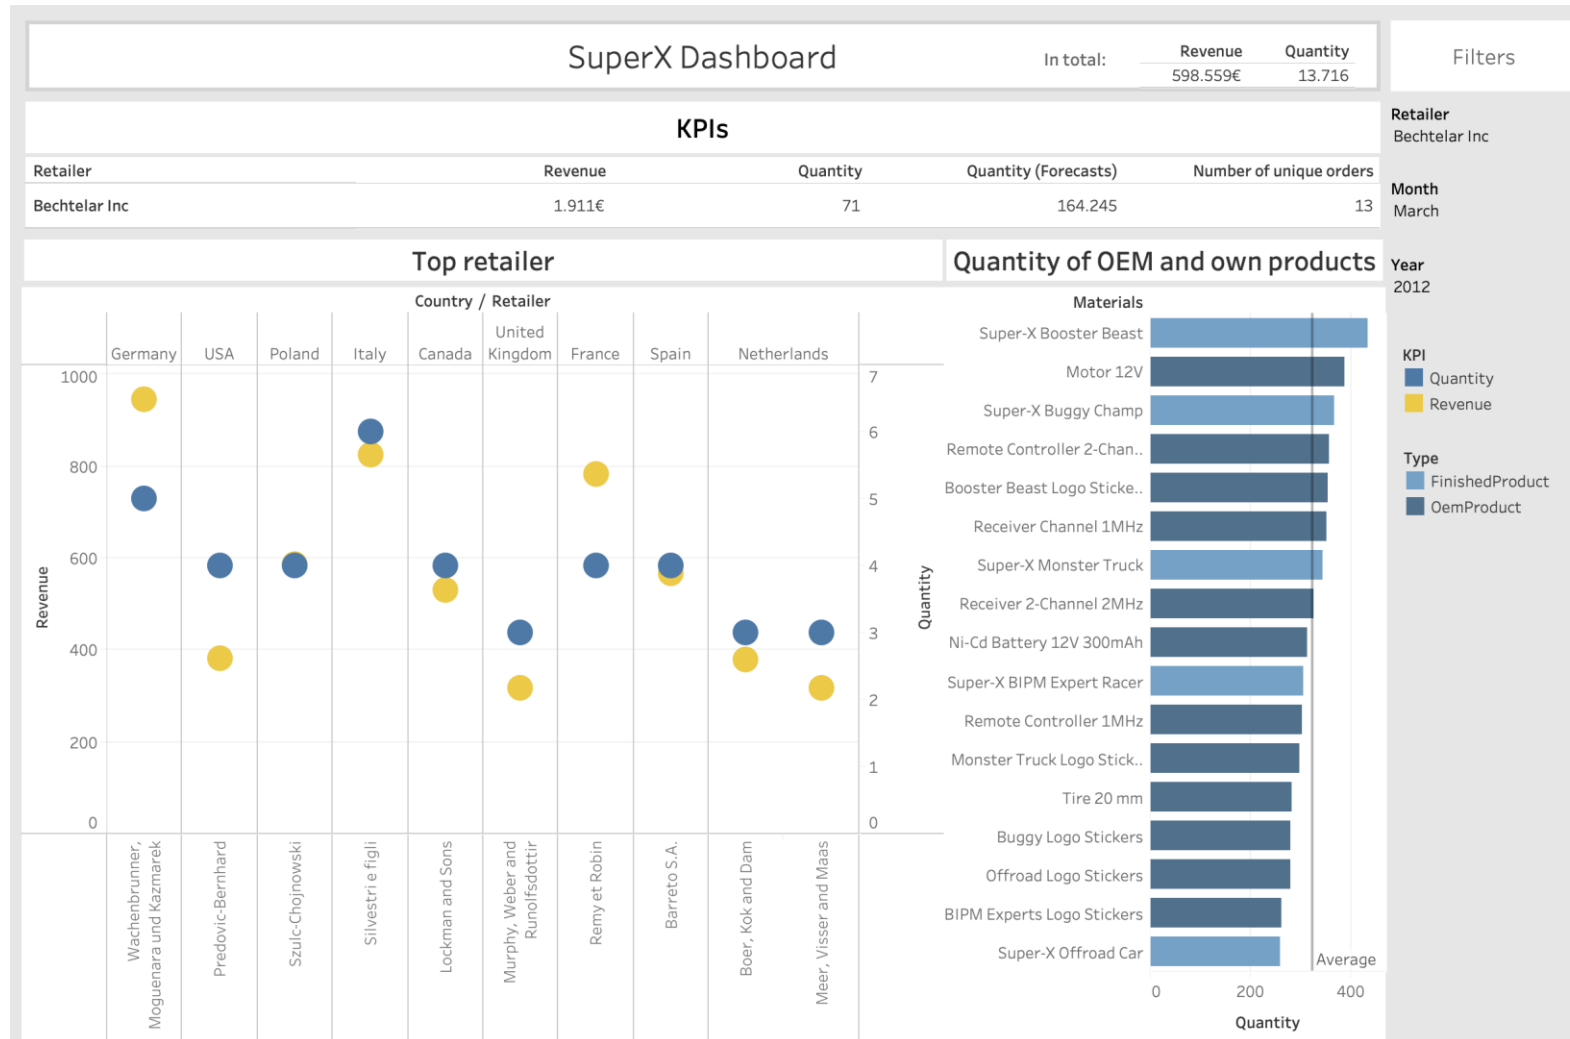 SuperX Dashboard
In total:
Revenue Quantity
598.559€ 13.716
Filters
KPIs
Retailer Revenue Quantity Quantity (Forecasts) Number of unique orders
Bechtelar Inc 1.911€ 71 164.245 13
Retailer
Bechtelar Inc
Month
March
Year
2012
KPI
Quantity
Revenue
Type
FinishedProduct
OemProduct
Top retailer
Country / Retailer
Germany USA Poland Italy Canada United Kingdom France Spain Netherlands
Revenue
1000
800
600
400
200
0
7
6
5
4
3
2
1
0
Quantity
Wachenbrunner,
Moguenara und Kazmarek
Predovic-Bernhard
Szulc-Chojnowski
Silvestri e figli
Lockman and Sons
Murphy, Weber and
Runolfsdottir
Remy et Robin
Barreto S.A.
Boer, Kok and Dam
Meer, Visser and Maas
Quantity of OEM and own products
Materials
Super-X Booster Beast
Motor 12V
Super-X Buggy Champ
Remote Controller 2-Chan..
Booster Beast Logo Sticke..
Receiver Channel 1MHz
Super-X Monster Truck
Receiver 2-Channel 2MHz
Ni-Cd Battery 12V 300mAh
Super-X BIPM Expert Racer
Remote Controller 1MHz
Monster Truck Logo Stick..
Tire 20 mm
Buggy Logo Stickers
Offroad Logo Stickers
BIPM Experts Logo Stickers
Super-X Offroad Car
Average
0 200 400
Quantity